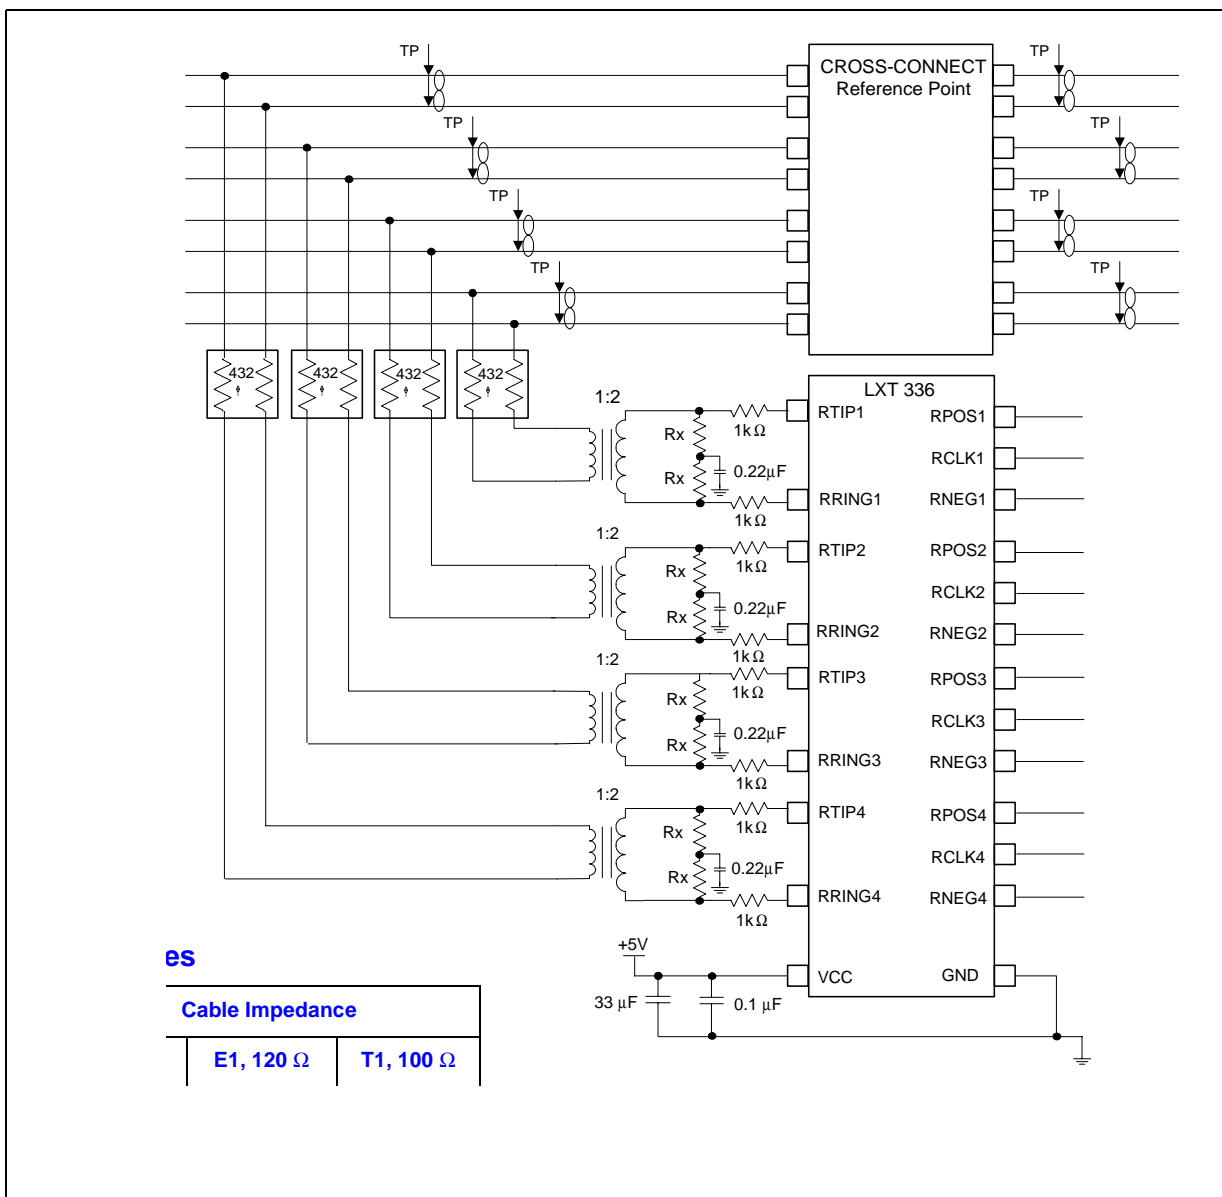 TP
TP
CROSS-CONNECT
Reference Point
TP
TP
TP
TP
TP
TP
432
432
432
432
LXT 336
1:2
RTIP1
RPOS1
Rx
1kΩ
RCLK1
0.22μF
Rx
RRING1
RNEG1
1kΩ
1:2
RTIP2
RPOS2
Rx
1kΩ
RCLK2
0.22μF
Rx
RRING2
RNEG2
1kΩ
1:2
RTIP3
RPOS3
Rx
1kΩ
RCLK3
0.22μF
Rx
RRING3
RNEG3
1kΩ
1:2
RTIP4
RPOS4
Rx
1kΩ
RCLK4
0.22μF
Rx
RRING4
RNEG4
1kΩ
+5V
es
VCC
GND
33 μF
0.1 μF
Cable Impedance
E1, 120 Ω
T1, 100 Ω